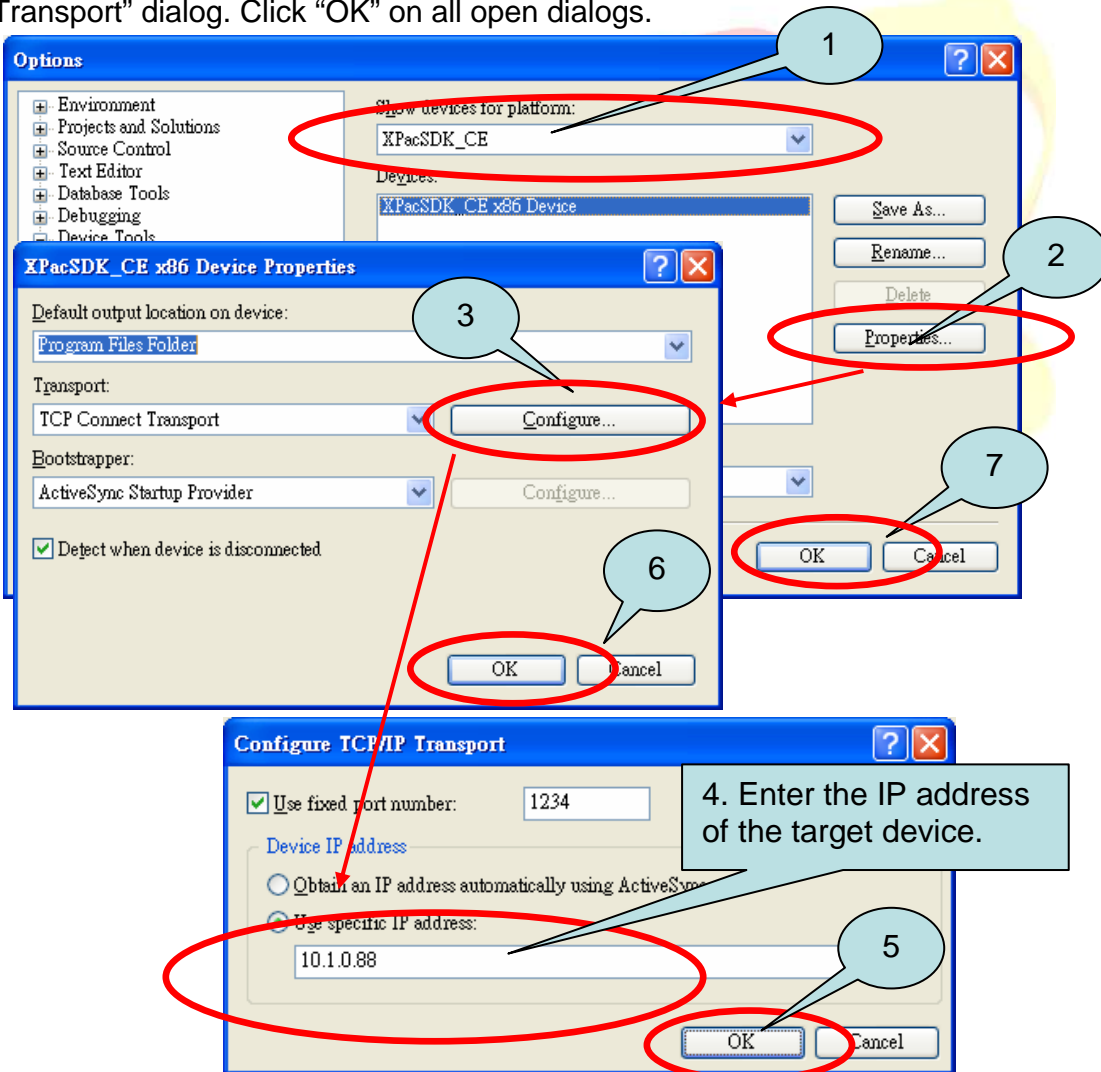 Transport” dialog. Click “OK” on all open dialogs.
1
Options
Environment
Projects and Solutions
Source Control
Text Editor
Database Tools
Debugging
Device Tools
Show devices for platform:
XPacSDK_CE
Devices:
XPacSDK_CE x86 Device
Save As...
Rename...
Delete
Properties...
2
XPacSDK_CE x86 Device Properties
Default output location on device:
Program Files Folder
3
Transport:
TCP Connect Transport
Configure...
Bootstrapper:
ActiveSync Startup Provider
Configure...
Detect when device is disconnected
7
OK
Cancel
6
OK
Cancel
Configure TCP/IP Transport
Use fixed port number:
1234
4. Enter the IP address
of the target device.
Device IP address
Obtain an IP address automatically using ActiveSync
Use specific IP address:
10.1.0.88
5
OK
Cancel